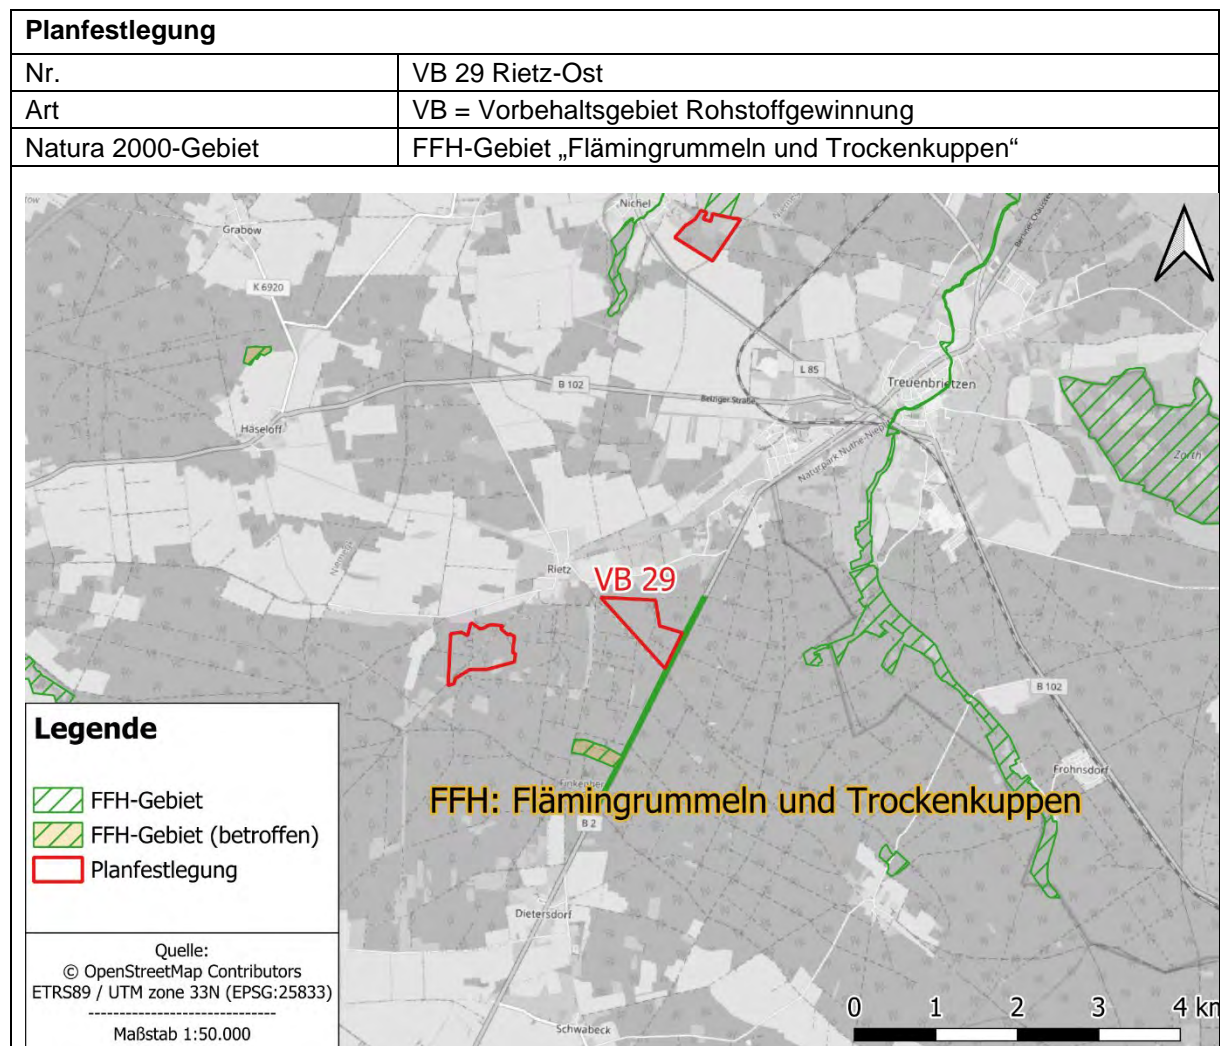 Planfestlegung
Nr. VB 29 Rietz-Ost
Art VB = Vorbehaltsgebiet Rohstoffgewinnung
Natura 2000-Gebiet FFH-Gebiet „Flämingrummeln und Trockenkuppen“
Nichel
Grabow
K 6920
L 85
Treuenbrietzen
B 102
Belziger Straße
Haseloff
Zarth
Rietz
VB 29
B 102
Frohnsdorf
FFH: Flämingrummeln und Trockenkuppen
B 2
Dietersdorf
Schwabeck
Legende
FFH-Gebiet
FFH-Gebiet (betroffen)
Planfestlegung
Quelle:
© OpenStreetMap Contributors
ETRS89 / UTM zone 33N (EPSG:25833)
------------------------------
Maßstab 1:50.000
0 1 2 3 4 km